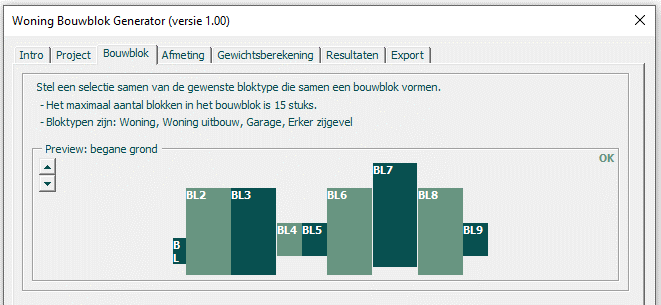 Woning Bouwblok Generator (versie 1.00)
Intro Project Bouwblok Afmeting Gewichtsberekening Resultaten Export
Stel een selectie samen van de gewenste bloktype die samen een bouwblok vormen.
- Het maximaal aantal blokken in het bouwblok is 15 stuks.
- Bloktypen zijn: Woning, Woning uitbouw, Garage, Erker zijgevel
Preview: begane grond
OK
BL7
BL2 BL3 BL6 BL8
BL4 BL5 BL9
B
L